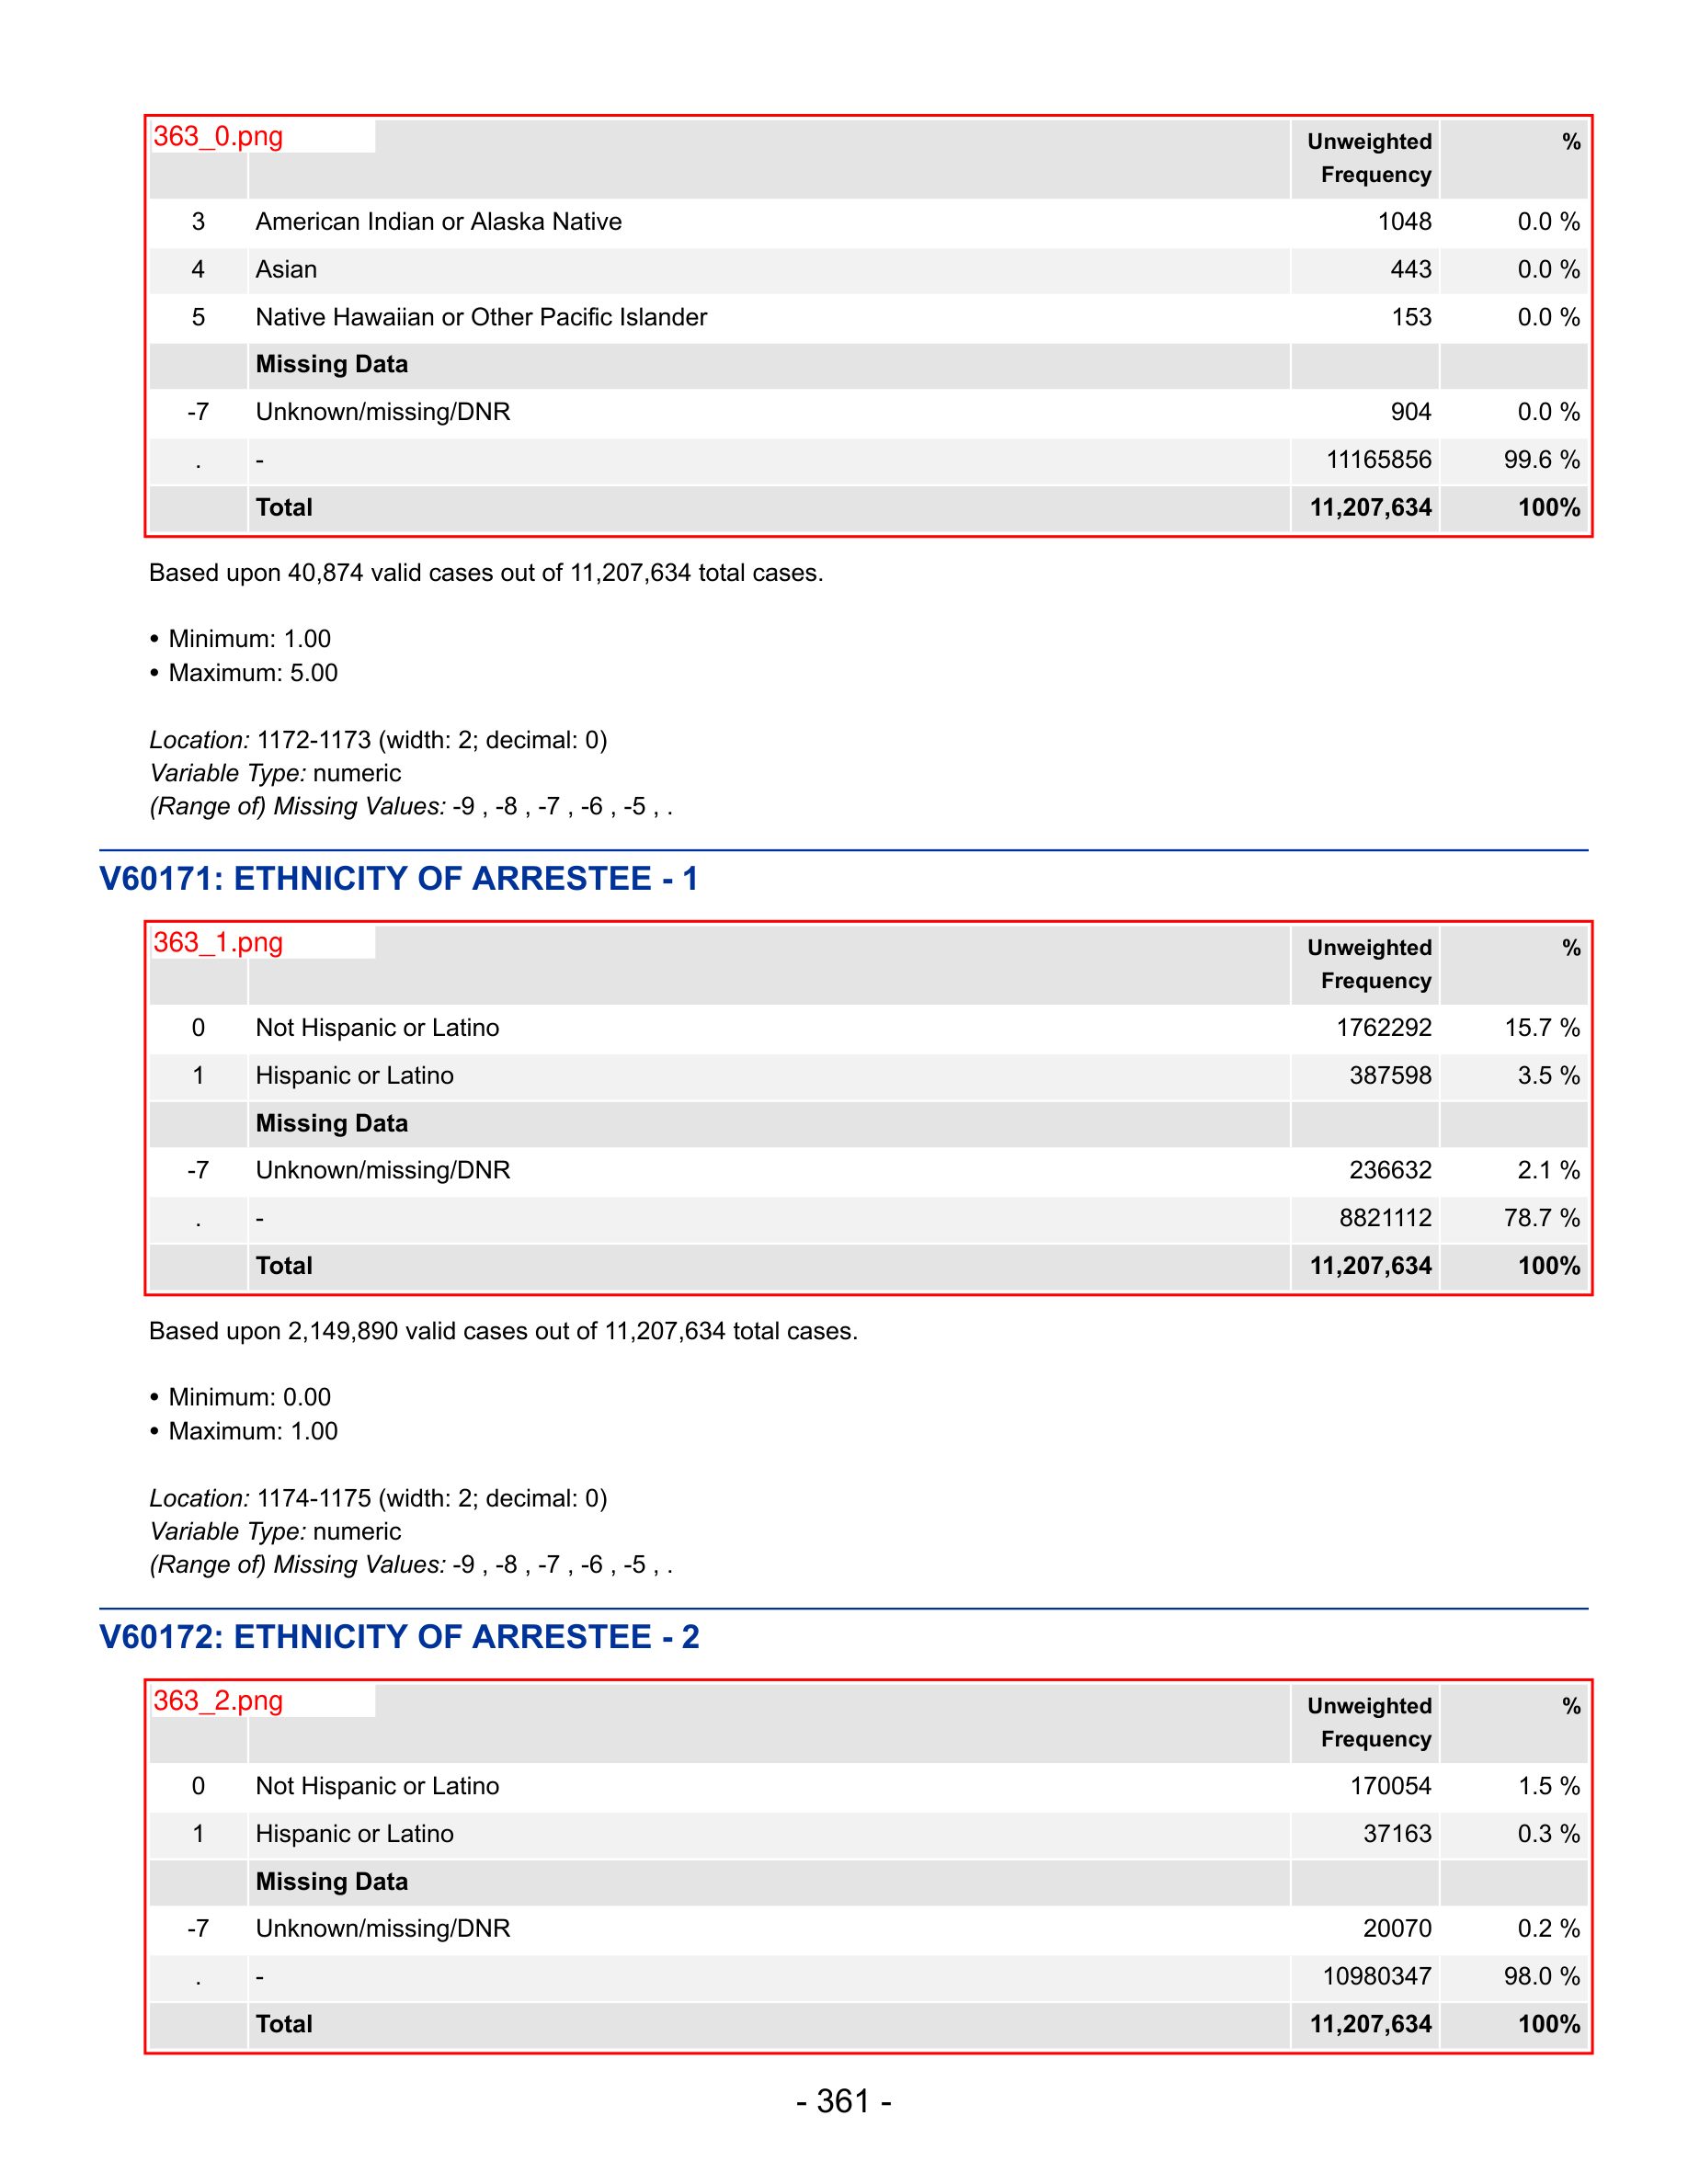 363_0.png
Unweighted Frequency %
3 American Indian or Alaska Native 1048 0.0 %
4 Asian 443 0.0 %
5 Native Hawaiian or Other Pacific Islander 153 0.0 %
Missing Data
-7 Unknown/missing/DNR 904 0.0 %
. - 11165856 99.6 %
Total 11,207,634 100%
Based upon 40,874 valid cases out of 11,207,634 total cases.
• Minimum: 1.00
• Maximum: 5.00
Location: 1172-1173 (width: 2; decimal: 0)
Variable Type: numeric
(Range of) Missing Values: -9 , -8 , -7 , -6 , -5 , .
V60171: ETHNICITY OF ARRESTEE - 1
363_1.png
Unweighted Frequency %
0 Not Hispanic or Latino 1762292 15.7 %
1 Hispanic or Latino 387598 3.5 %
Missing Data
-7 Unknown/missing/DNR 236632 2.1 %
. - 8821112 78.7 %
Total 11,207,634 100%
Based upon 2,149,890 valid cases out of 11,207,634 total cases.
• Minimum: 0.00
• Maximum: 1.00
Location: 1174-1175 (width: 2; decimal: 0)
Variable Type: numeric
(Range of) Missing Values: -9 , -8 , -7 , -6 , -5 , .
V60172: ETHNICITY OF ARRESTEE - 2
363_2.png
Unweighted Frequency %
0 Not Hispanic or Latino 170054 1.5 %
1 Hispanic or Latino 37163 0.3 %
Missing Data
-7 Unknown/missing/DNR 20070 0.2 %
. - 10980347 98.0 %
Total 11,207,634 100%
- 361 -